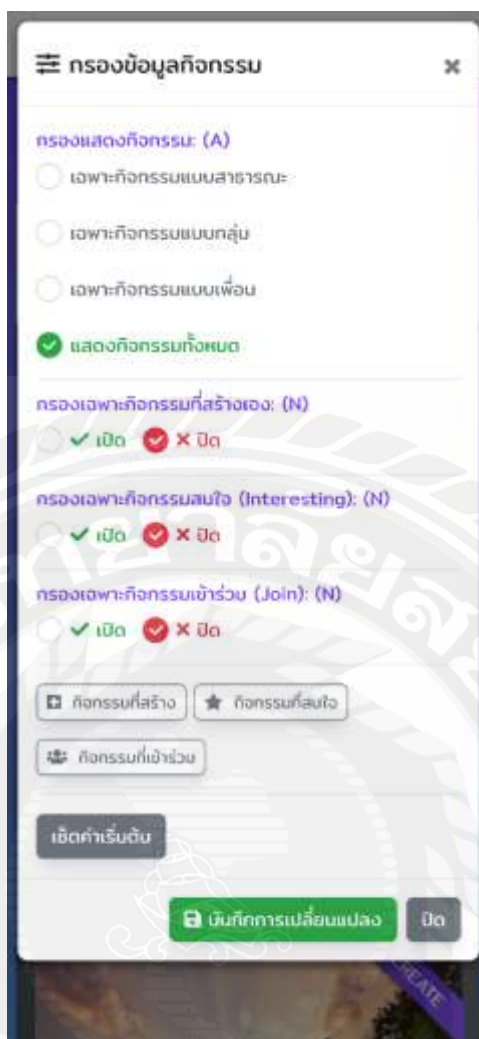 กรองข้อมูลกิจกรรม
กรองแสดงกิจกรรม: (A)
เฉพาะกิจกรรมแบบสาธารณะ
เฉพาะกิจกรรมแบบกลุ่ม
เฉพาะกิจกรรมแบบเพื่อน
แสดงกิจกรรมทั้งหมด
กรองเฉพาะกิจกรรมที่สร้างเอง: (N)
เปิด ปิด
กรองเฉพาะกิจกรรมสนใจ (Interesting): (N)
เปิด ปิด
กรองเฉพาะกิจกรรมเข้าร่วม (Join): (N)
เปิด ปิด
กิจกรรมที่สร้าง กิจกรรมที่สนใจ
กิจกรรมที่เข้าร่วม
เซ็ตค่าเริ่มต้น
บันทึกการเปลี่ยนแปลง ปิด
CREATE